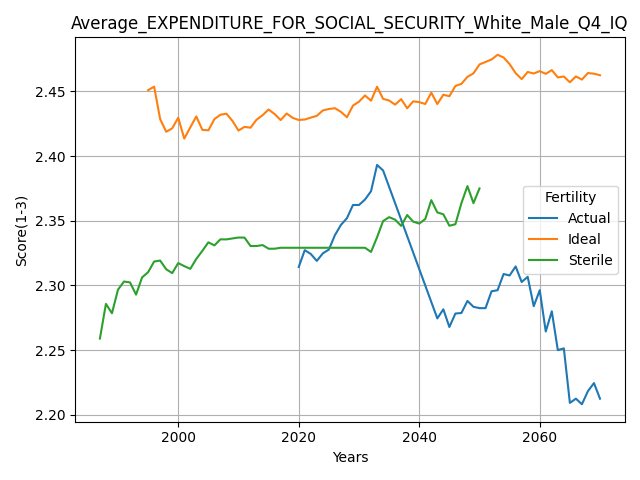 Average_EXPENDITURE_FOR_SOCIAL_SECURITY_White_Male_Q4_IQ
Score(1-3)
2.45
2.40
2.35
2.30
2.25
2.20
Fertility
Actual
Ideal
Sterile
2000
2020
2040
2060
Years